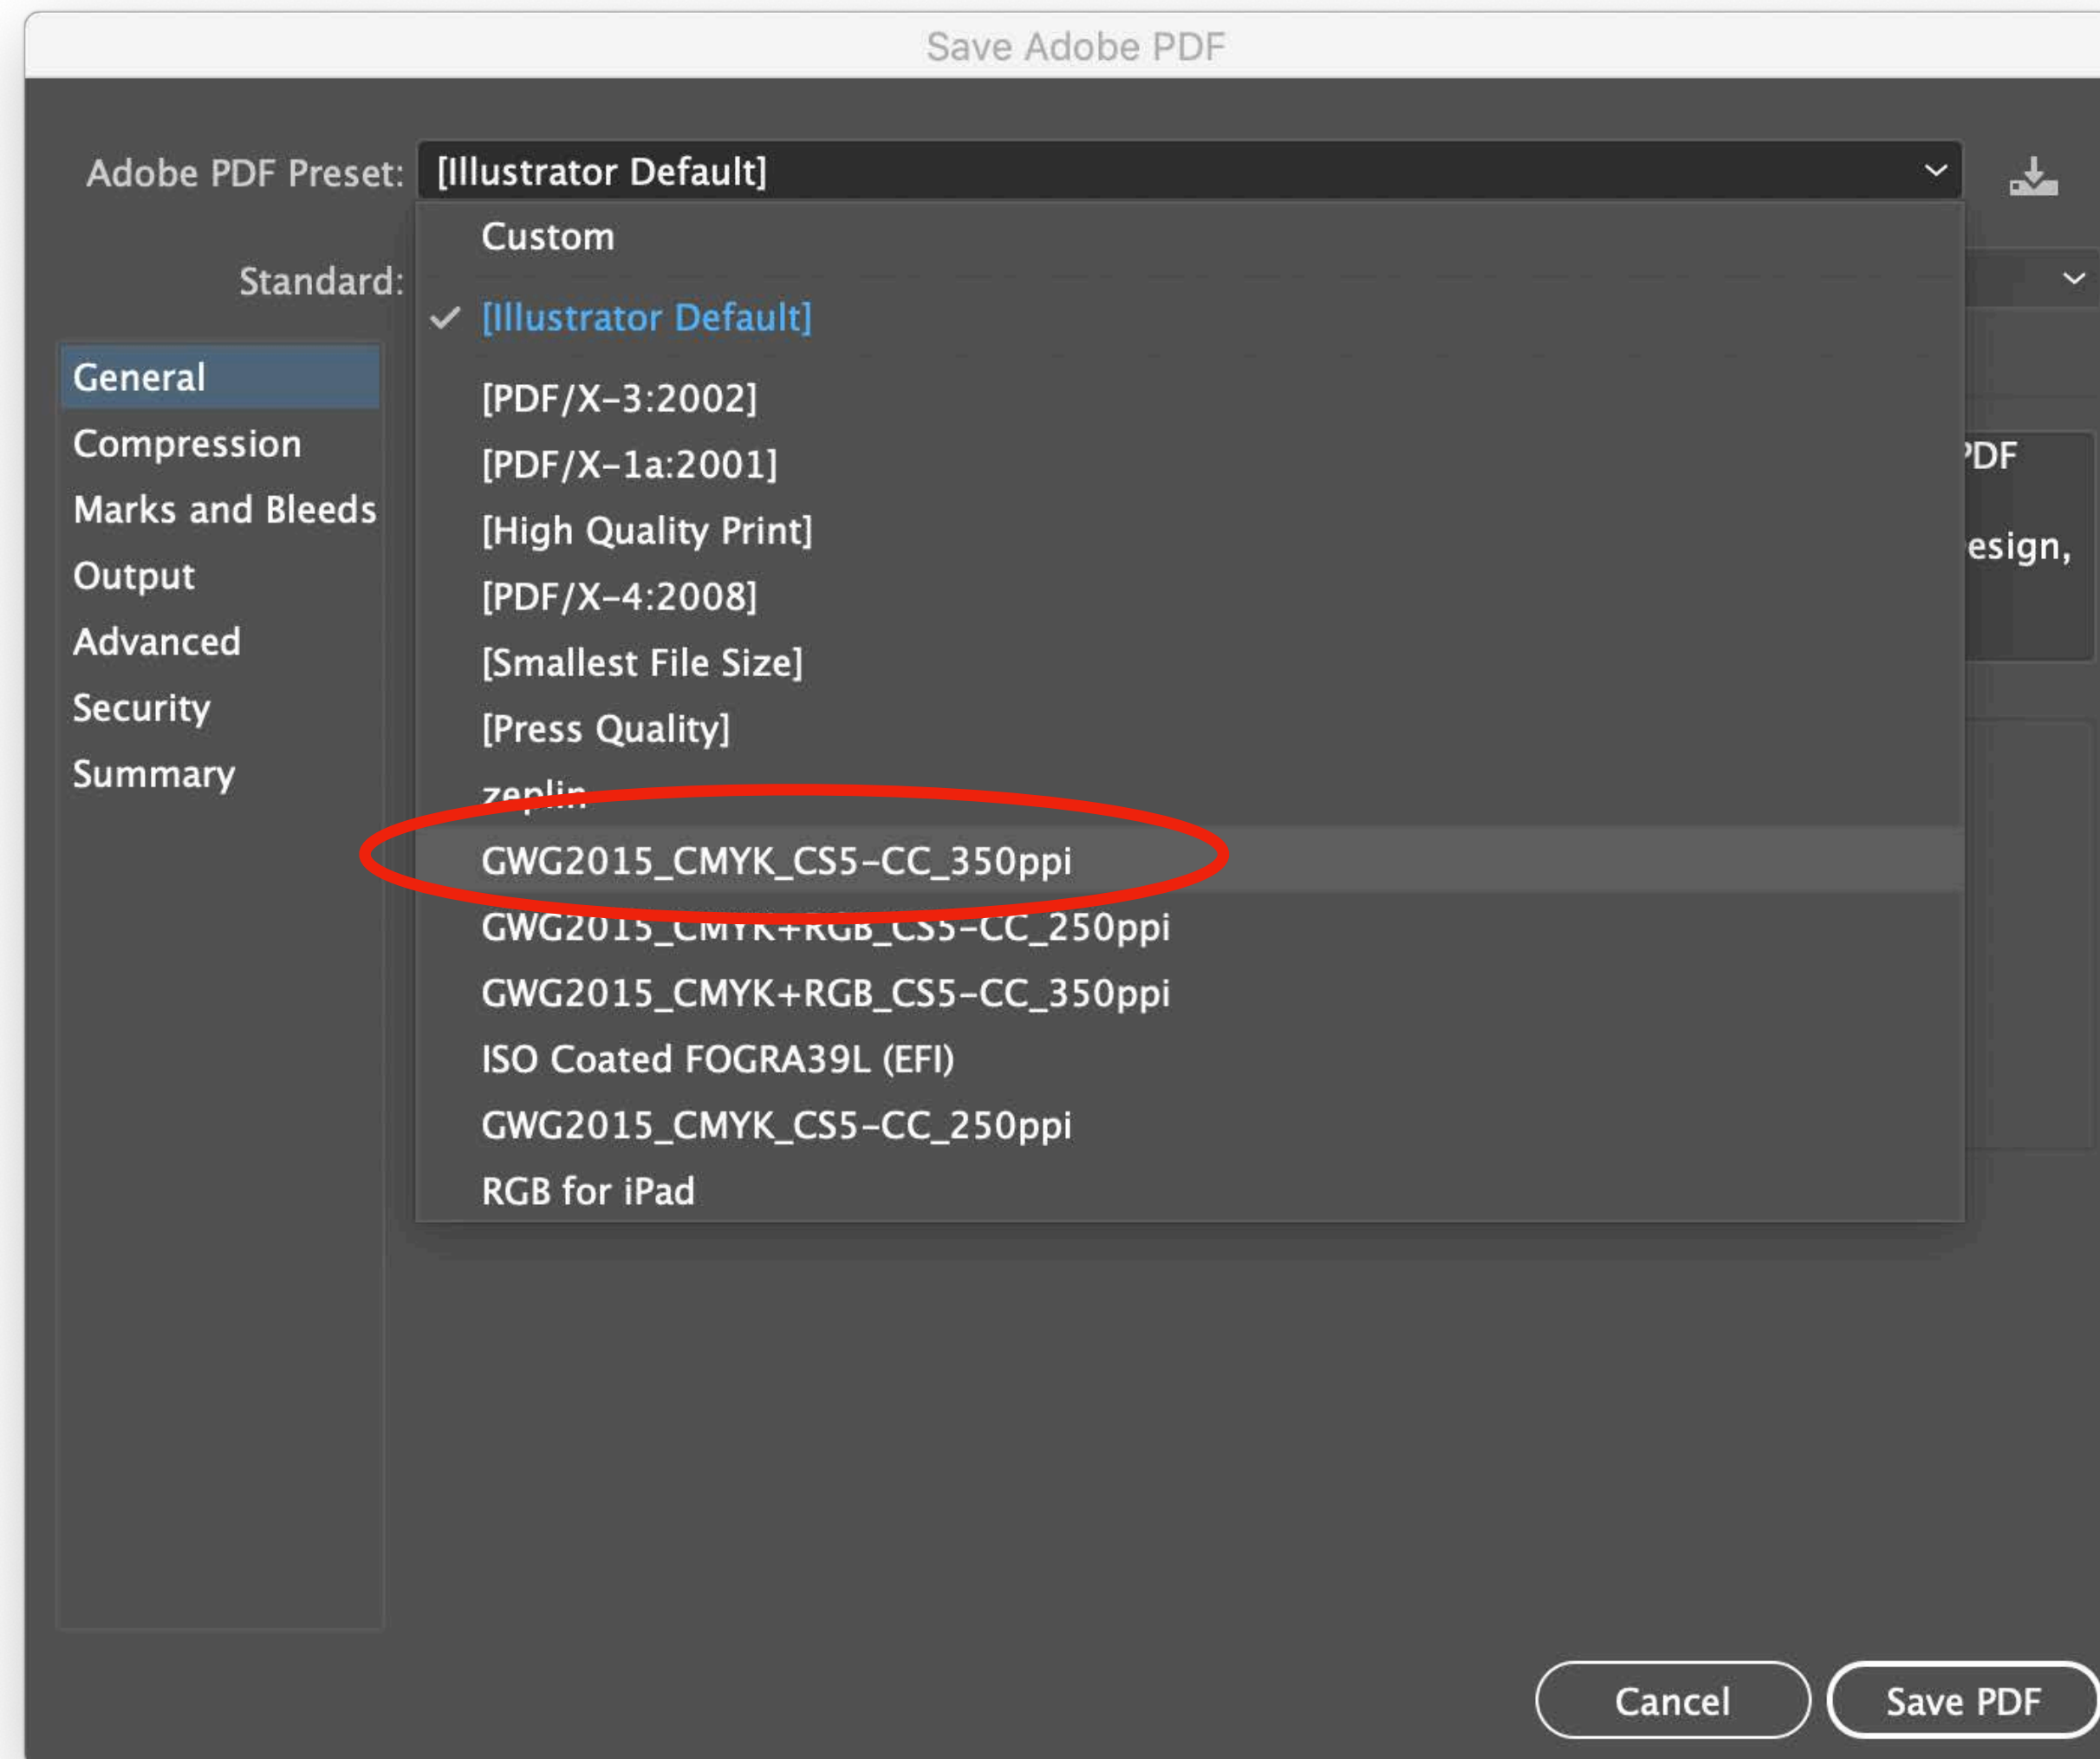 Save Adobe PDF
Adobe PDF Preset: [Illustrator Default]
Custom
Standard:
[Illustrator Default]
General
[PDF/X-3:2002]
Compression
[PDF/X-1a:2001]
PDF
Marks and Bleeds
[High Quality Print]
esign,
Output
[PDF/X-4:2008]
Advanced
[Smallest File Size]
Security
[Press Quality]
Summary
zeplin
GWG2015_CMYK_CS5-CC_350ppi
GWG2015_CMYK+RGB_CS5-CC_250ppi
GWG2015_CMYK+RGB_CS5-CC_350ppi
ISO Coated FOGRA39L (EFI)
GWG2015_CMYK_CS5-CC_250ppi
RGB for iPad
Cancel
Save PDF